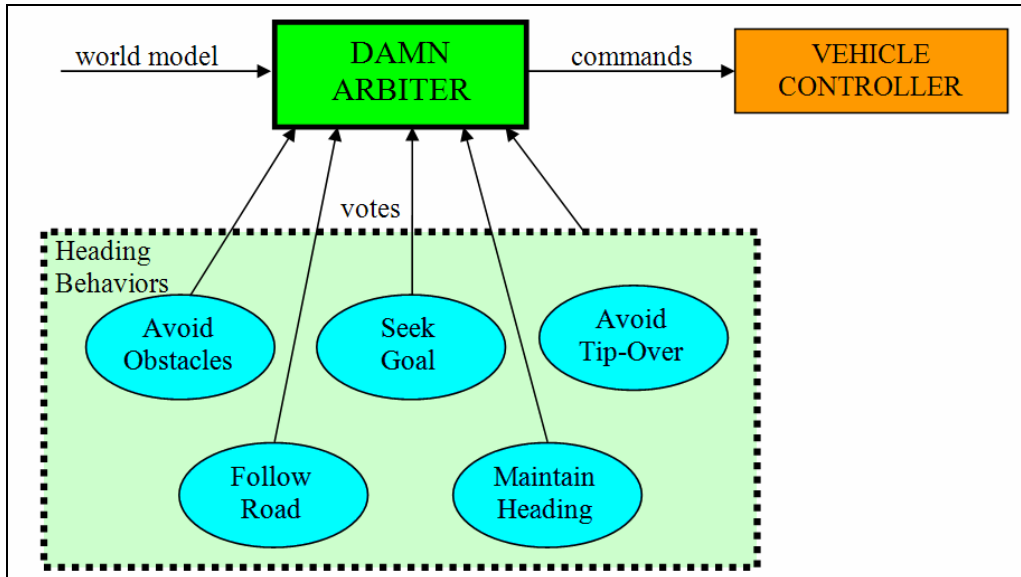 world model
DAMN
ARBITER
commands
VEHICLE
CONTROLLER
votes
Heading
Behaviors
Avoid
Obstacles
Seek
Goal
Avoid
Tip-Over
Follow
Road
Maintain
Heading